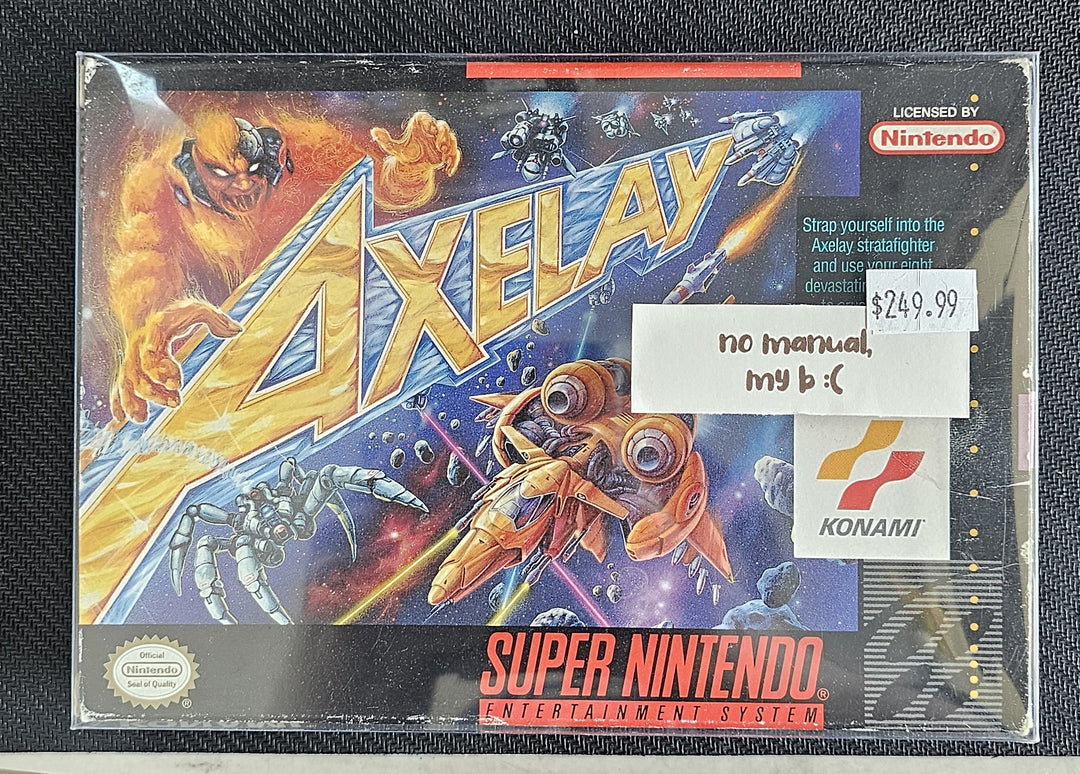 LICENSED BY
Nintendo
AXELAY
Strap yourself into the
Axelay stratafighter
and use your eight
$249.99
no manual,
my b :(
KONAMI
Official
Nintendo
Seal of Quality
SUPER NINTENDO
ENTERTAINMENT SYSTEM